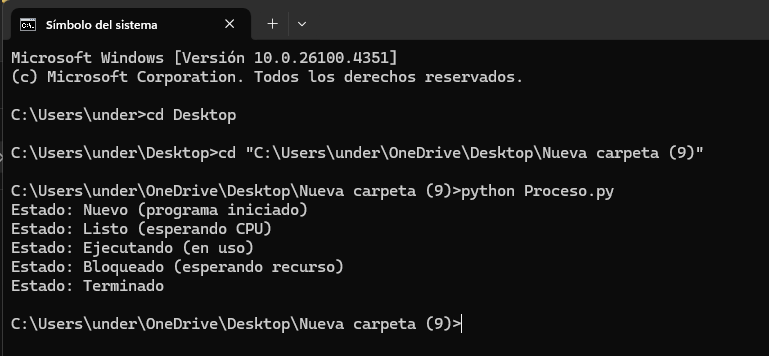 Símbolo del sistema
Microsoft Windows [Versión 10.0.26100.4351]
(c) Microsoft Corporation. Todos los derechos reservados.
C:\Users\under>cd Desktop
C:\Users\under\Desktop>cd "C:\Users\under\OneDrive\Desktop\Nueva carpeta (9)"
C:\Users\under\OneDrive\Desktop\Nueva carpeta (9)>python Proceso.py
Estado: Nuevo (programa iniciado)
Estado: Listo (esperando CPU)
Estado: Ejecutando (en uso)
Estado: Bloqueado (esperando recurso)
Estado: Terminado
C:\Users\under\OneDrive\Desktop\Nueva carpeta (9)>